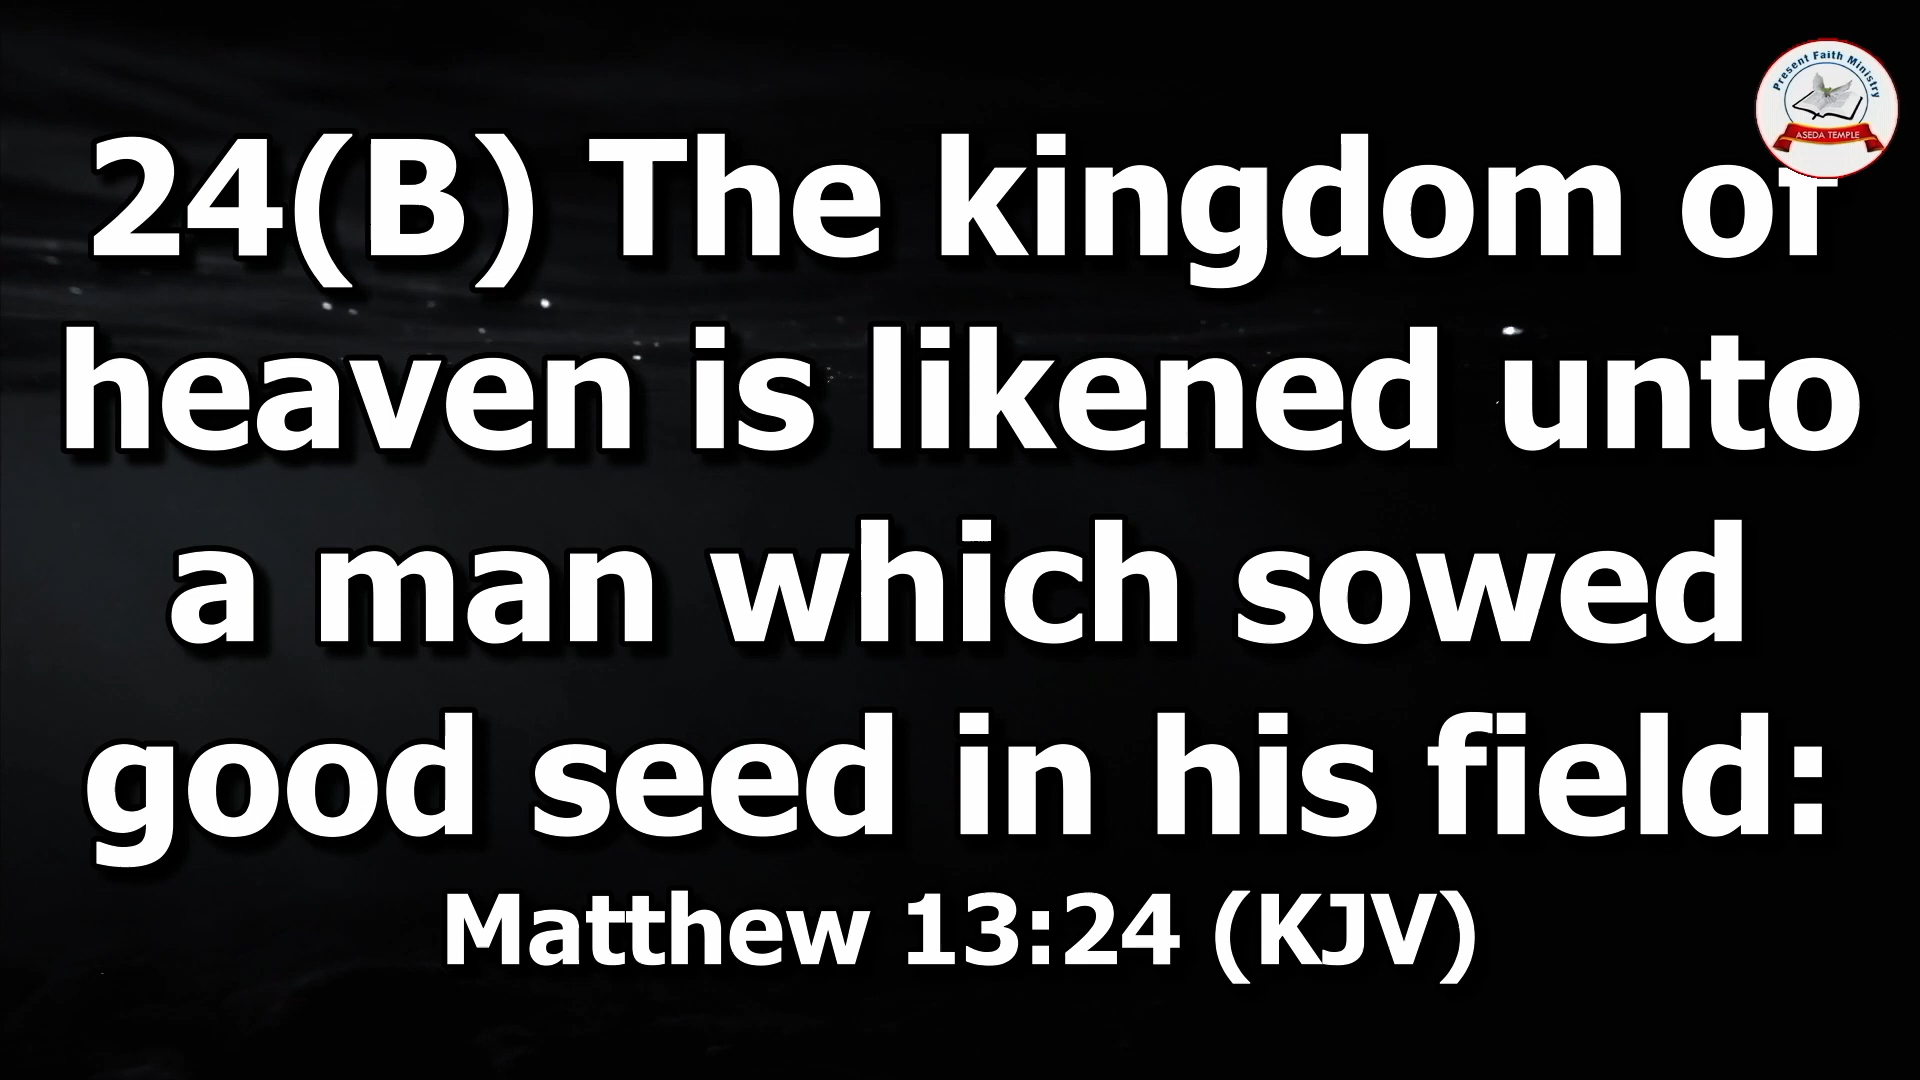 Present Faith Ministry
ASEDA TEMPLE
24(B) The kingdom of
heaven is likened unto
a man which sowed
good seed in his field:
Matthew 13:24 (KJV)